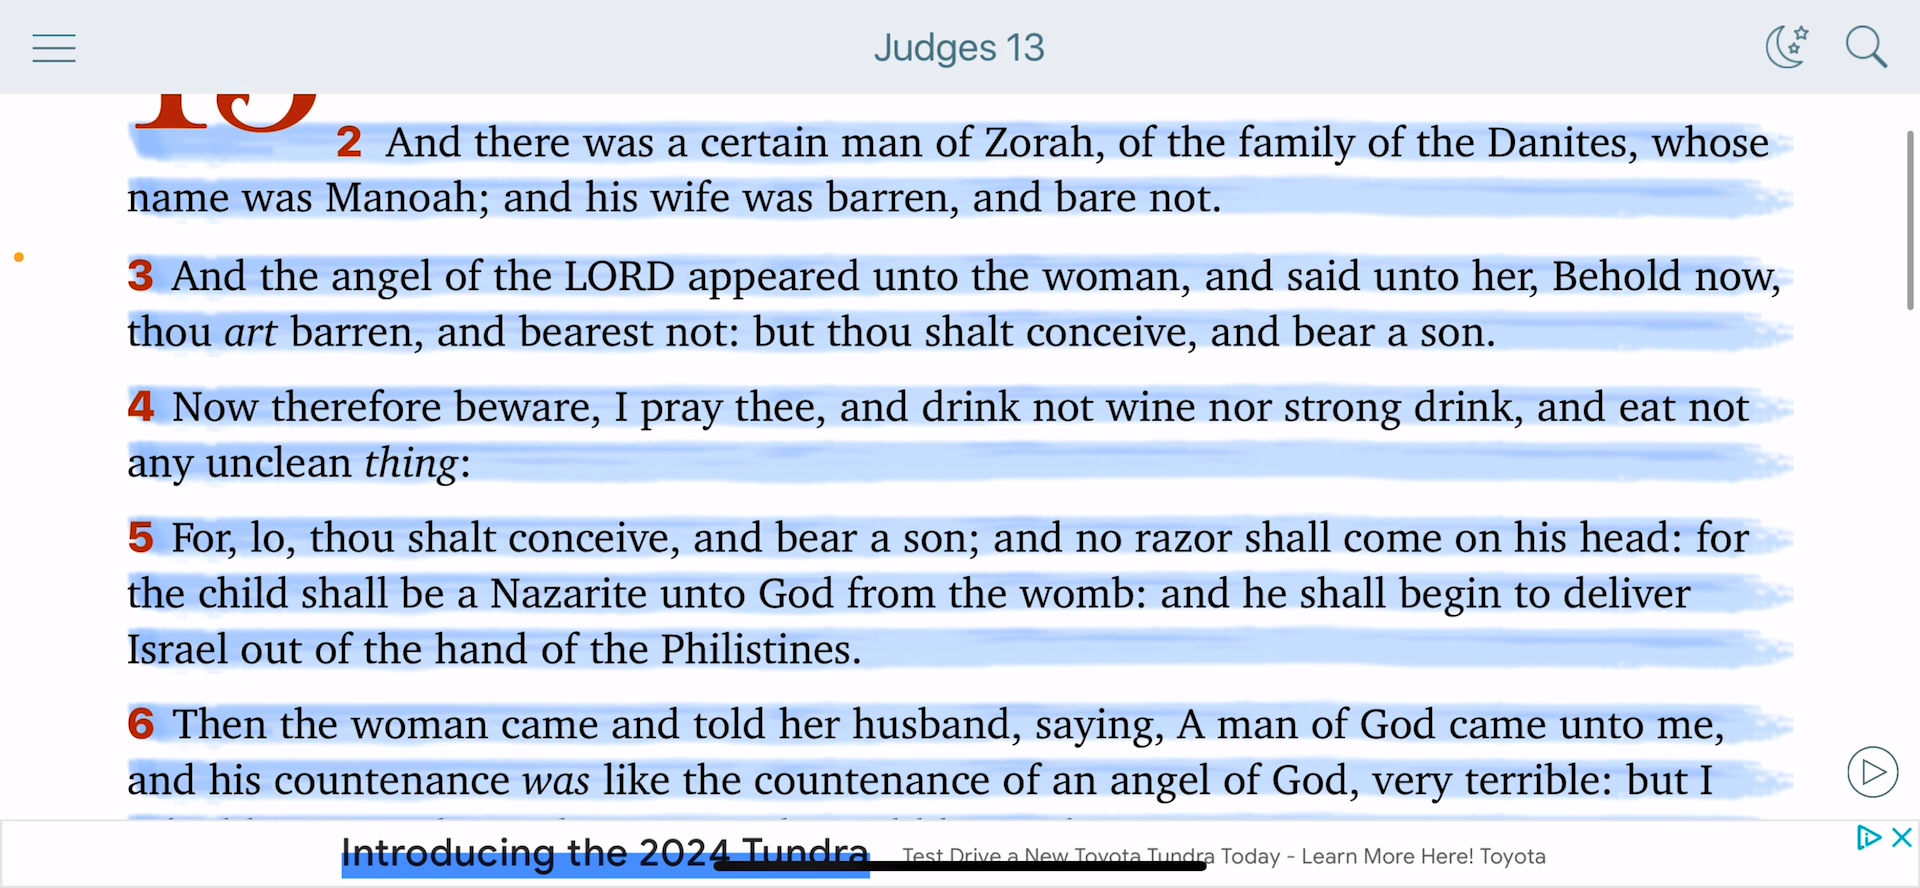 Judges 13
13
2 And there was a certain man of Zorah, of the family of the Danites, whose
name was Manoah; and his wife was barren, and bare not.
3 And the angel of the LORD appeared unto the woman, and said unto her, Behold now,
thou art barren, and bearest not: but thou shalt conceive, and bear a son.
4 Now therefore beware, I pray thee, and drink not wine nor strong drink, and eat not
any unclean thing:
5 For, lo, thou shalt conceive, and bear a son; and no razor shall come on his head: for
the child shall be a Nazarite unto God from the womb: and he shall begin to deliver
Israel out of the hand of the Philistines.
6 Then the woman came and told her husband, saying, A man of God came unto me,
and his countenance was like the countenance of an angel of God, very terrible: but I
Introducing the 2024 Tundra Test Drive a New Toyota Tundra Today - Learn More Here! Toyota